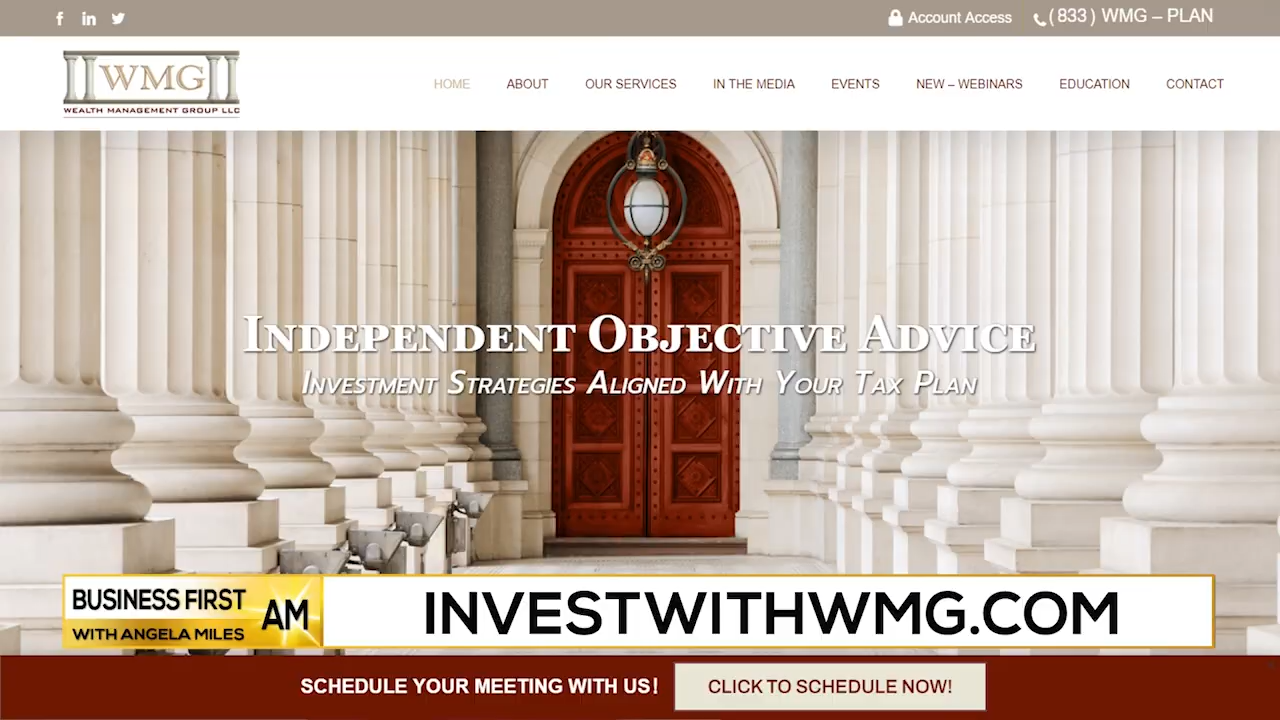 Account Access
(833) WMG – PLAN
WMG
WEALTH MANAGEMENT GROUP LLC
HOME
ABOUT
OUR SERVICES
IN THE MEDIA
EVENTS
NEW – WEBINARS
EDUCATION
CONTACT
INDEPENDENT OBJECTIVE ADVICE
INVESTMENT STRATEGIES ALIGNED WITH YOUR TAX PLAN
BUSINESS FIRST
AM
WITH ANGELA MILES
INVESTWITHWMG.COM
SCHEDULE YOUR MEETING WITH US!
CLICK TO SCHEDULE NOW!